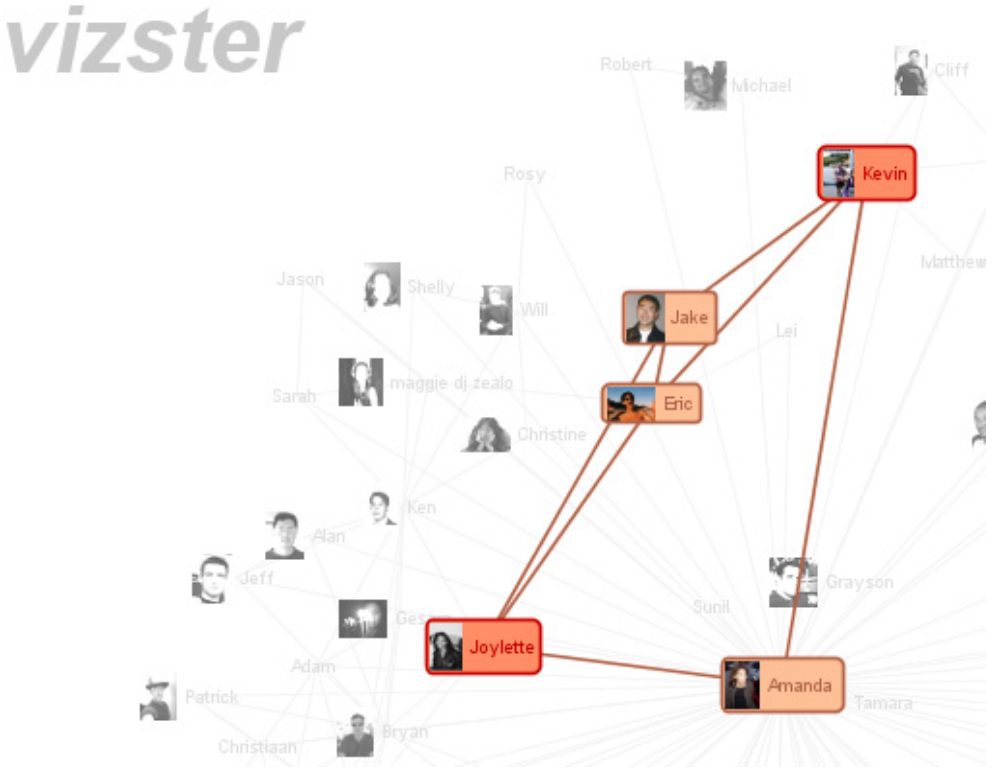 vizster
Robert
Michael
Cliff
Kevin
Rosy
Matthew
Jason
Shelly
Will
Jake
Lei
Sarah
maggie dj zealo
Eric
Christine
Ken
Alan
Jeff
Grayson
Sunil
Joylette
Adam
Amanda
Patrick
Tamara
Bryan
Christiaan